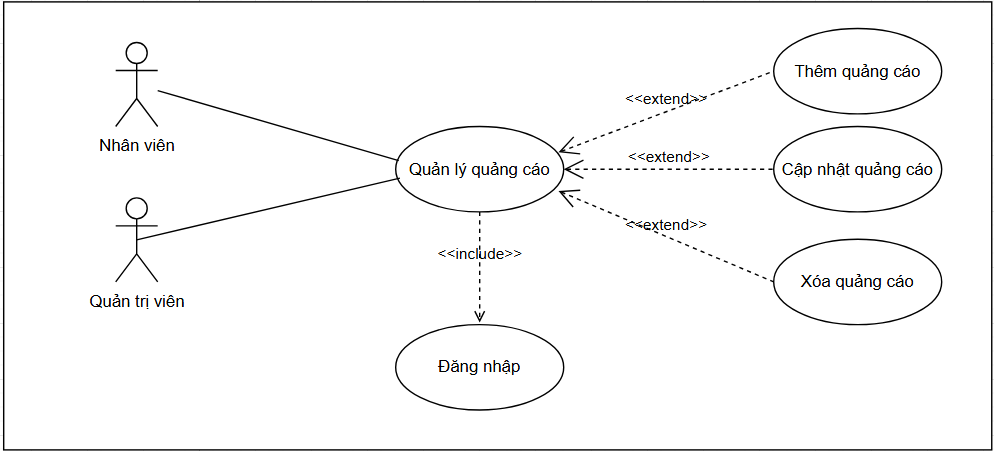 Nhân viên
Quản trị viên
Quản lý quảng cáo
<<include>>
Đăng nhập
<<extend>>
Thêm quảng cáo
<<extend>>
Cập nhật quảng cáo
<<extend>>
Xóa quảng cáo